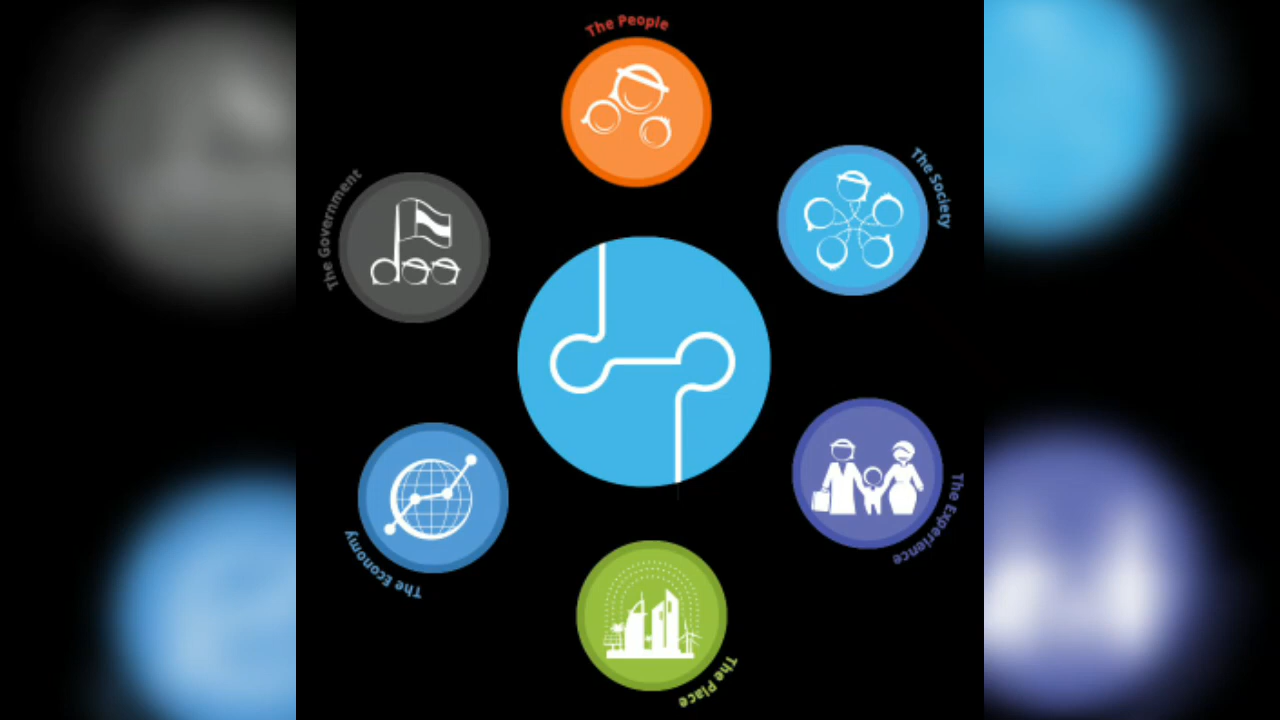 The People
The Society
The Experience
The Place
The Economy
The Government